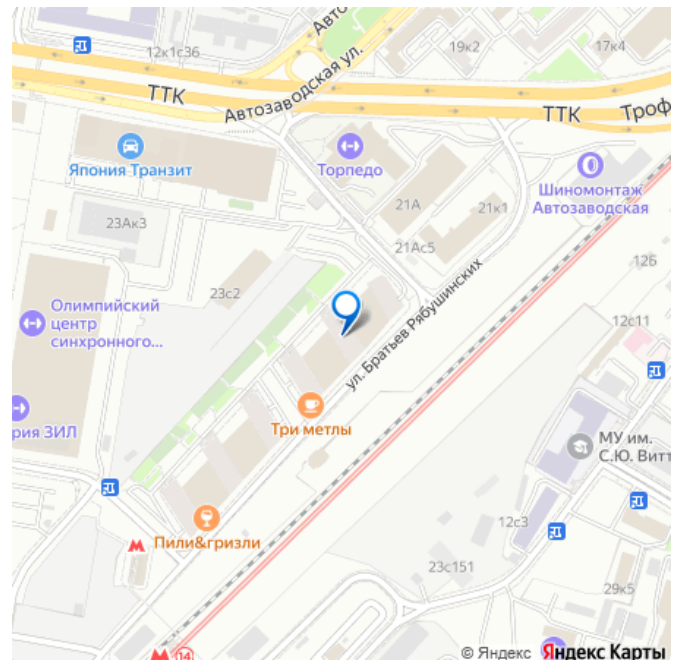 Авто
Автозаводская ул.
12к1с36
19к2
17к4
ТТК
ТТК
Троф
Япония Транзит
Торпедо
Шиномонтаж
Автозаводская
21А
21к1
23Ак3
21Ас5
126
23с2
Олимпийский
центр
синхронного...
ул. Братьев Рябушинских
12с11
Три метлы
рия ЗИЛ
МУ им.
С.Ю. Витт
Пили&гризли
12с3
23с151
29к5
14
© Яндекс Яндекс Карты